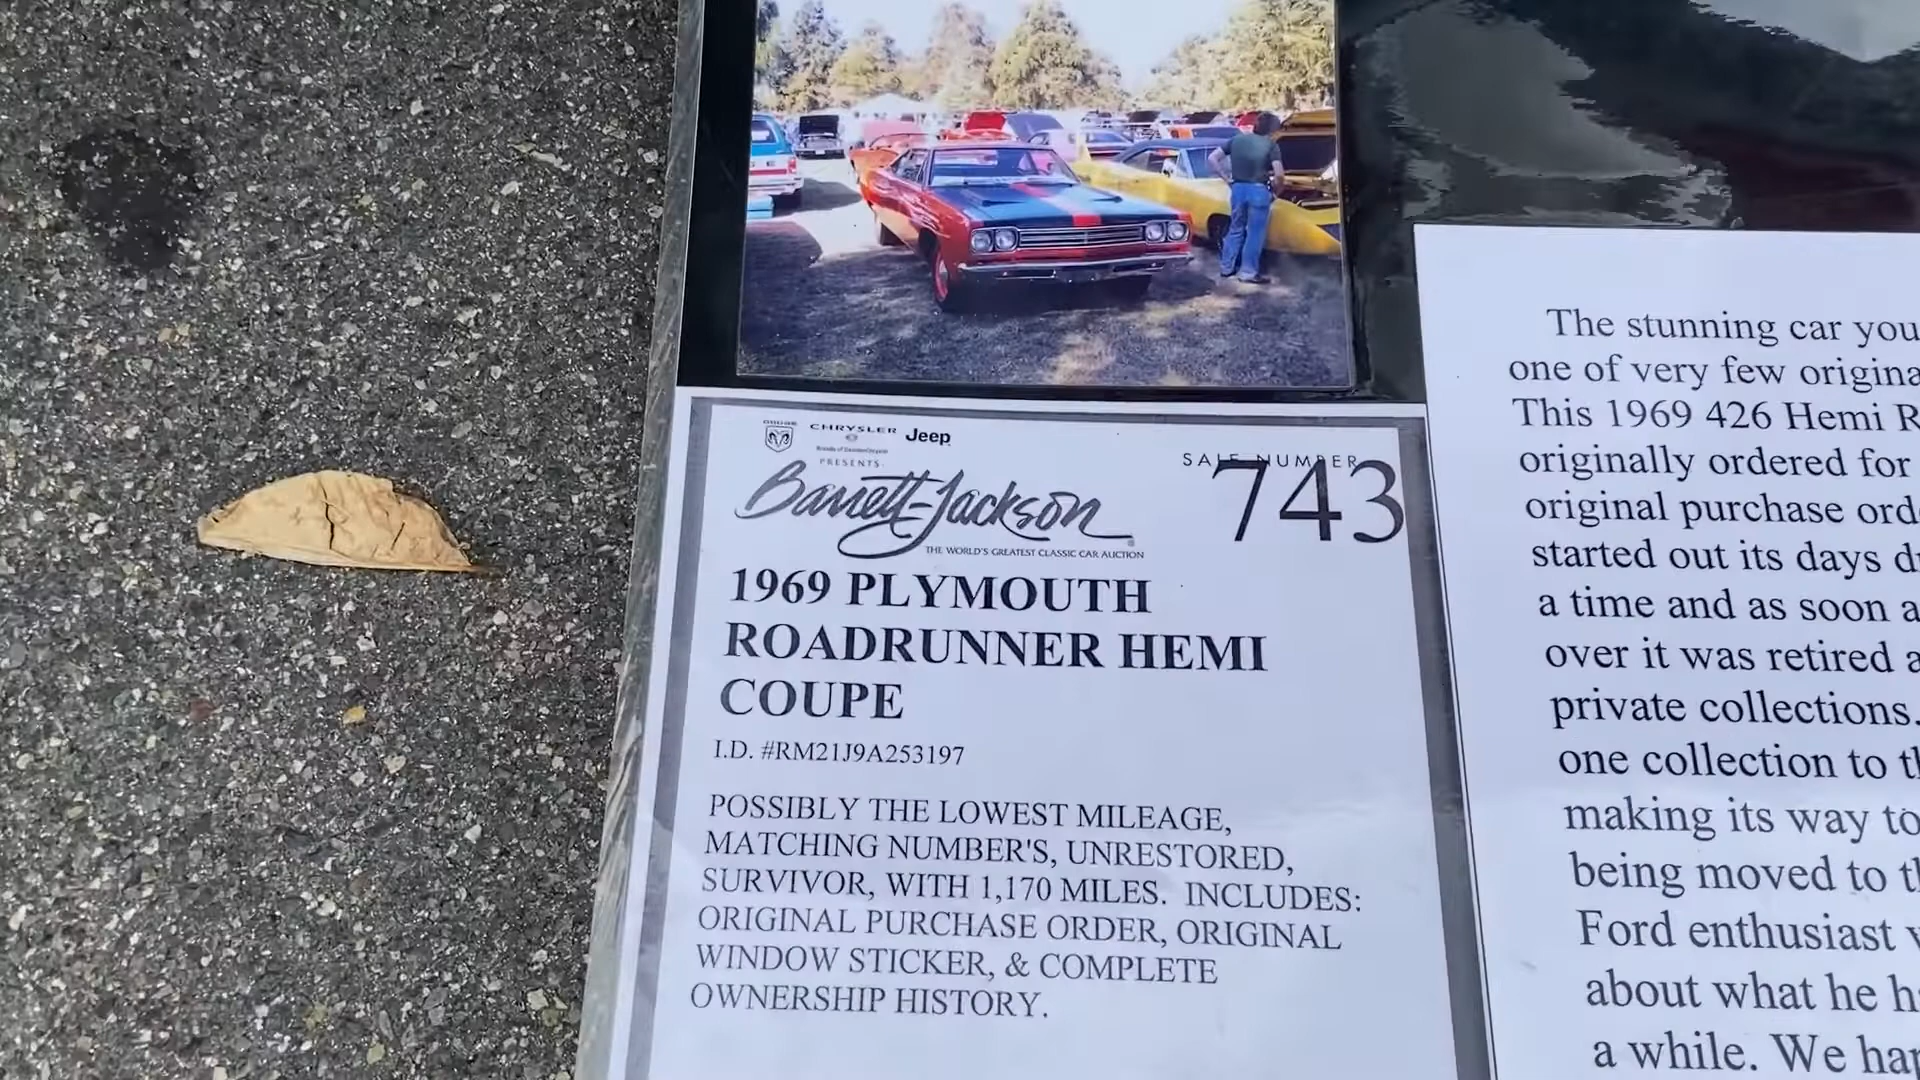 DODGE
CHRYSLER
Jeep
PRESENTS
SALE NUMBER
743
Barrett-Jackson
THE WORLD'S GREATEST CLASSIC CAR AUCTION
1969 PLYMOUTH
ROADRUNNER HEMI
COUPE
I.D. #RM21J9A253197
POSSIBLY THE LOWEST MILEAGE,
MATCHING NUMBER'S, UNRESTORED,
SURVIVOR, WITH 1,170 MILES. INCLUDES:
ORIGINAL PURCHASE ORDER, ORIGINAL
WINDOW STICKER, & COMPLETE
OWNERSHIP HISTORY.
The stunning car you
one of very few origina
This 1969 426 Hemi R
originally ordered for
original purchase ord
started out its days d
a time and as soon a
over it was retired a
private collections.
one collection to t
making its way to
being moved to t
Ford enthusiast
about what he h
a while. We ha